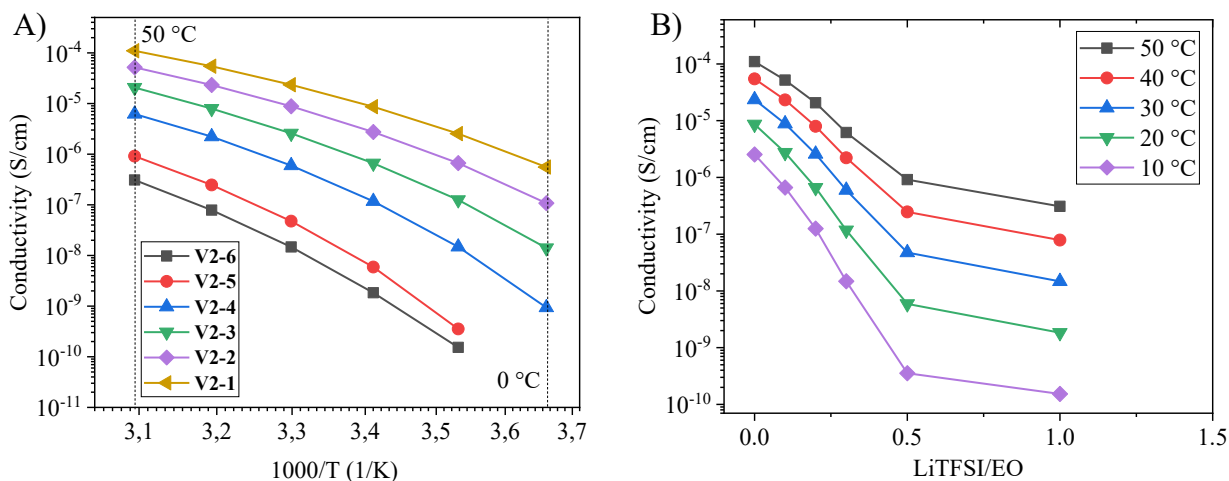 A)
50 °C
10⁻⁴
10⁻⁵
10⁻⁶
10⁻⁷
10⁻⁸
10⁻⁹
10⁻¹⁰
10⁻¹¹
Conductivity (S/cm)
V2-6
V2-5
V2-4
V2-3
V2-2
V2-1
0 °C
3,1 3,2 3,3 3,4 3,5 3,6 3,7
1000/T (1/K)
B)
50 °C
40 °C
30 °C
20 °C
10 °C
10⁻⁴
10⁻⁵
10⁻⁶
10⁻⁷
10⁻⁸
10⁻⁹
10⁻¹⁰
Conductivity (S/cm)
0.0 0.5 1.0 1.5
LiTFSI/EO